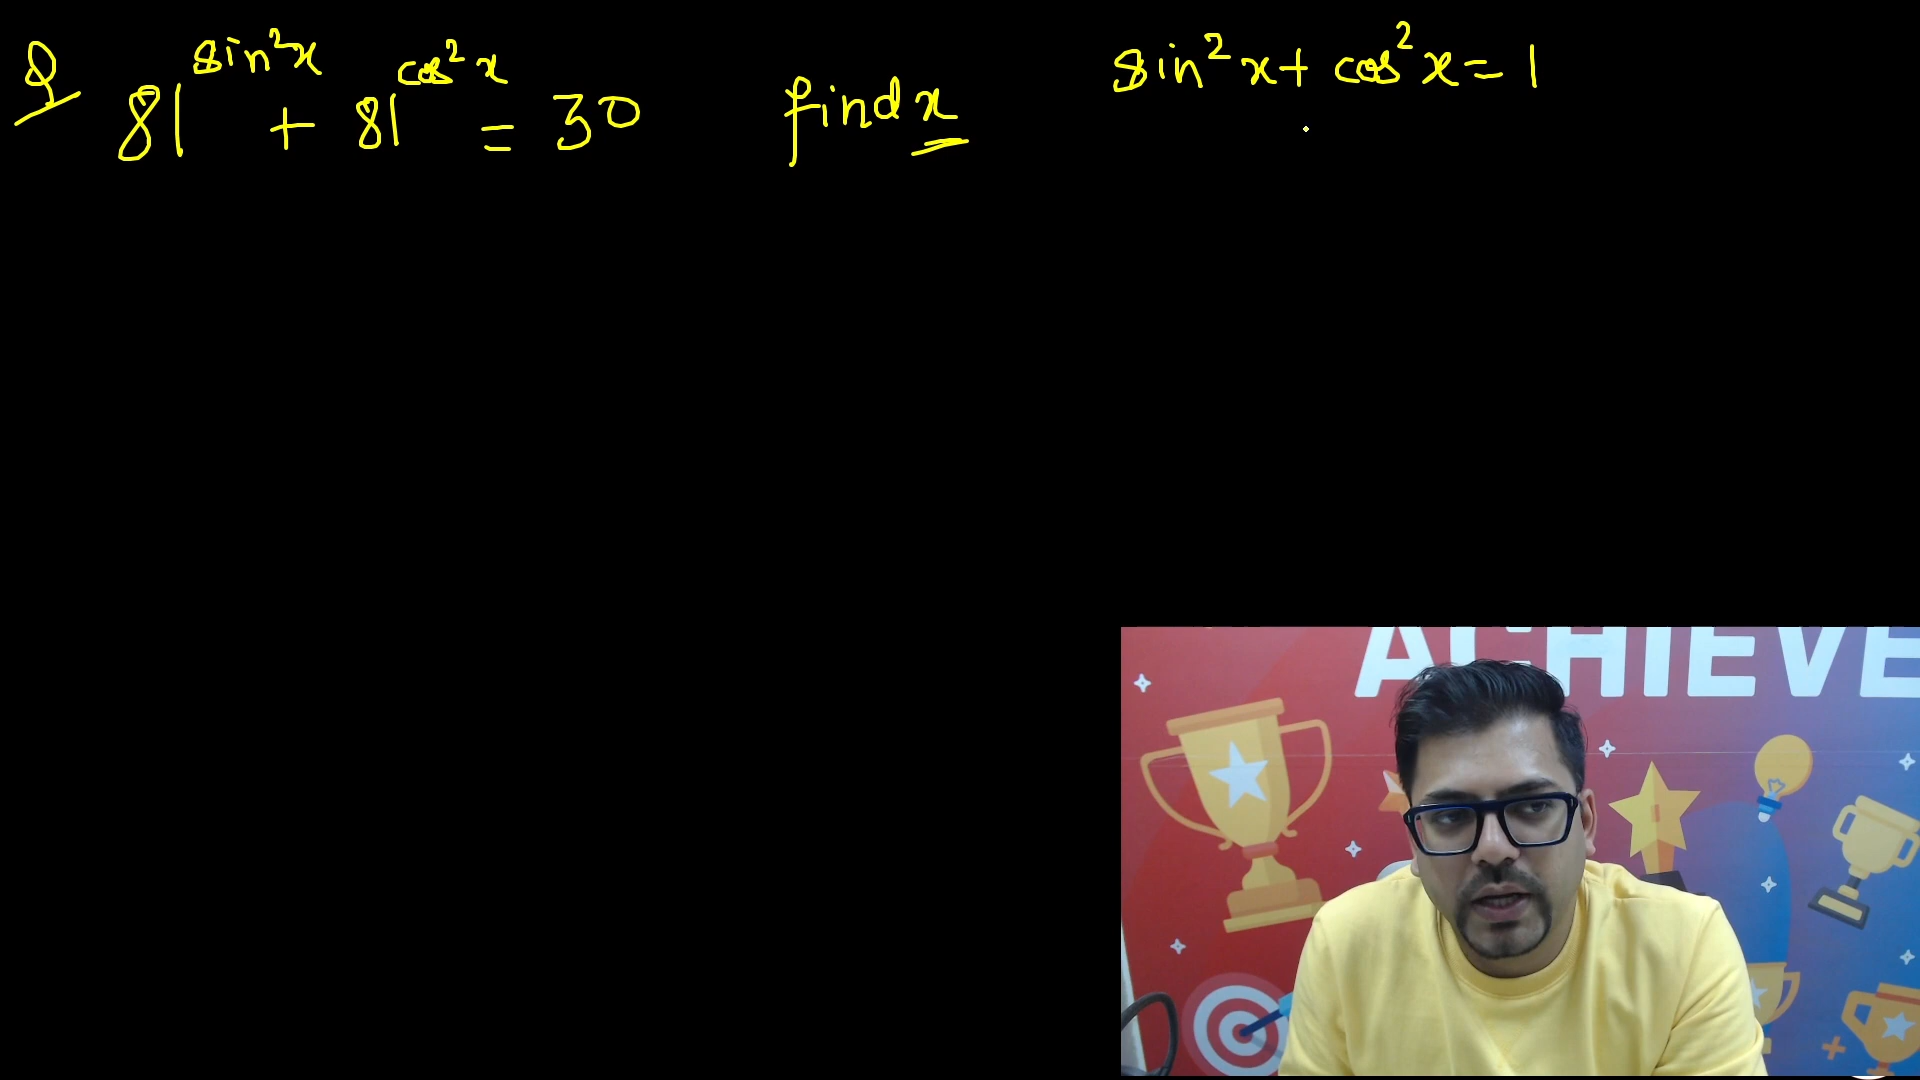 Q 81^sin²x + 81^cos²x = 30 find x
sin²x + cos²x = 1
ACHIEVE